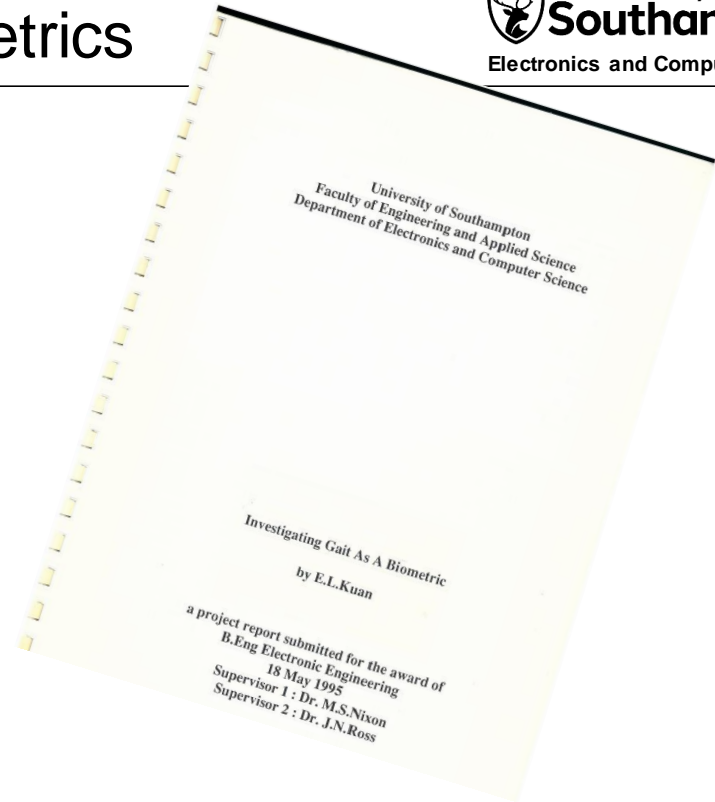 Southa
Electronics and Comp
University of Southampton
Faculty of Engineering and Applied Science
Department of Electronics and Computer Science
Investigating Gait As A Biometric
by E.L.Kuan
a project report submitted for the award of
B.Eng Electronic Engineering
18 May 1995
Supervisor 1 : Dr. M.S.Nixon
Supervisor 2 : Dr. J.N.Ross